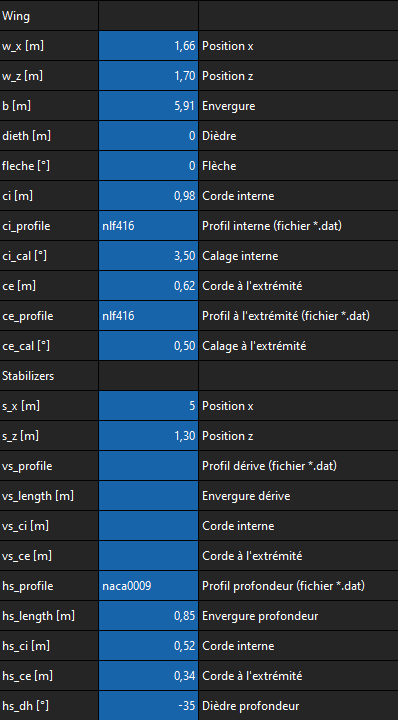 Wing
w_x [m] 1,66 Position x
w_z [m] 1,70 Position z
b [m] 5,91 Envergure
dieth [m] 0 Dièdre
fleche [°] 0 Flèche
ci [m] 0,98 Corde interne
ci_profile nlf416 Profil interne (fichier *.dat)
ci_cal [°] 3,50 Calage interne
ce [m] 0,62 Corde à l'extrémité
ce_profile nlf416 Profil à l'extrémité (fichier *.dat)
ce_cal [°] 0,50 Calage à l'extrémité
Stabilizers
s_x [m] 5 Position x
s_z [m] 1,30 Position z
vs_profile Profil dérive (fichier *.dat)
vs_length [m] Envergure dérive
vs_ci Corde interne
vs_ce Corde à l'extrémité
hs_profile naca0009 Profil profondeur (fichier *.dat)
hs_length [m] 0,85 Envergure profondeur
hs_ci [m] 0,52 Corde interne
hs_ce [m] 0,34 Corde à l'extrémité
hs_dh [°] -35 Dièdre profondeur